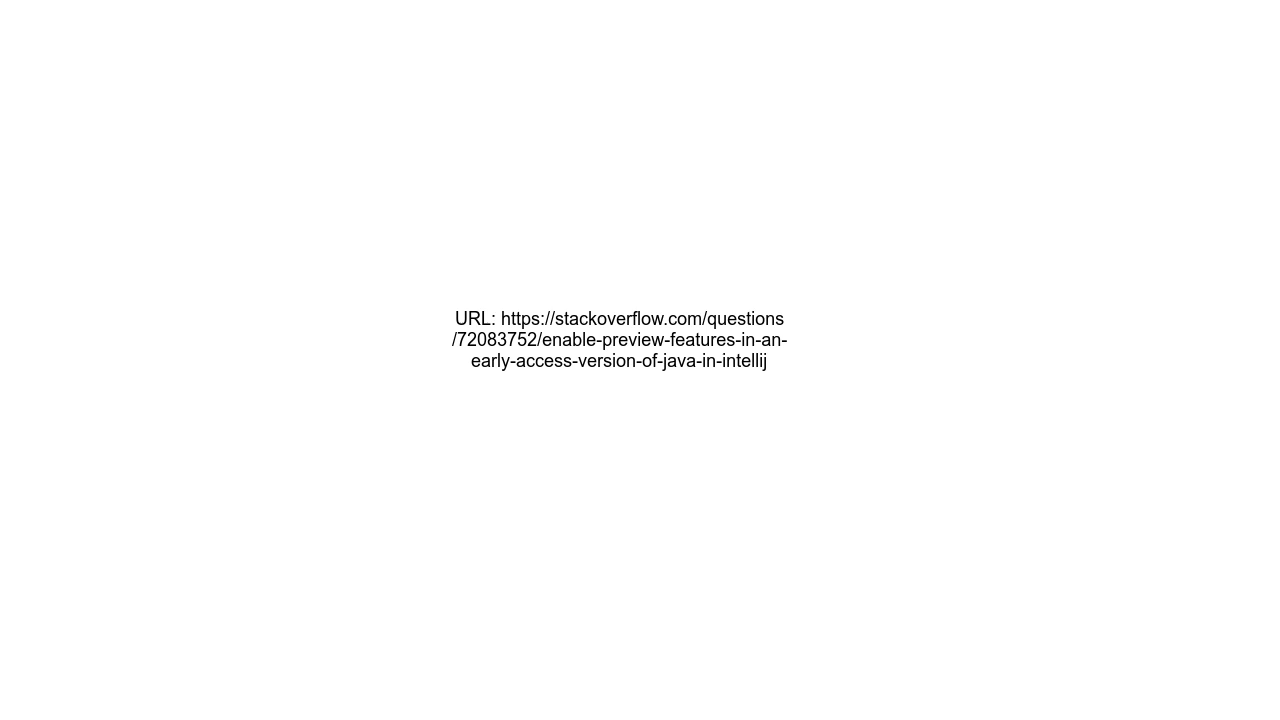 URL: https://stackoverflow.com/questions
/72083752/enable-preview-features-in-an-
early-access-version-of-java-in-intellij